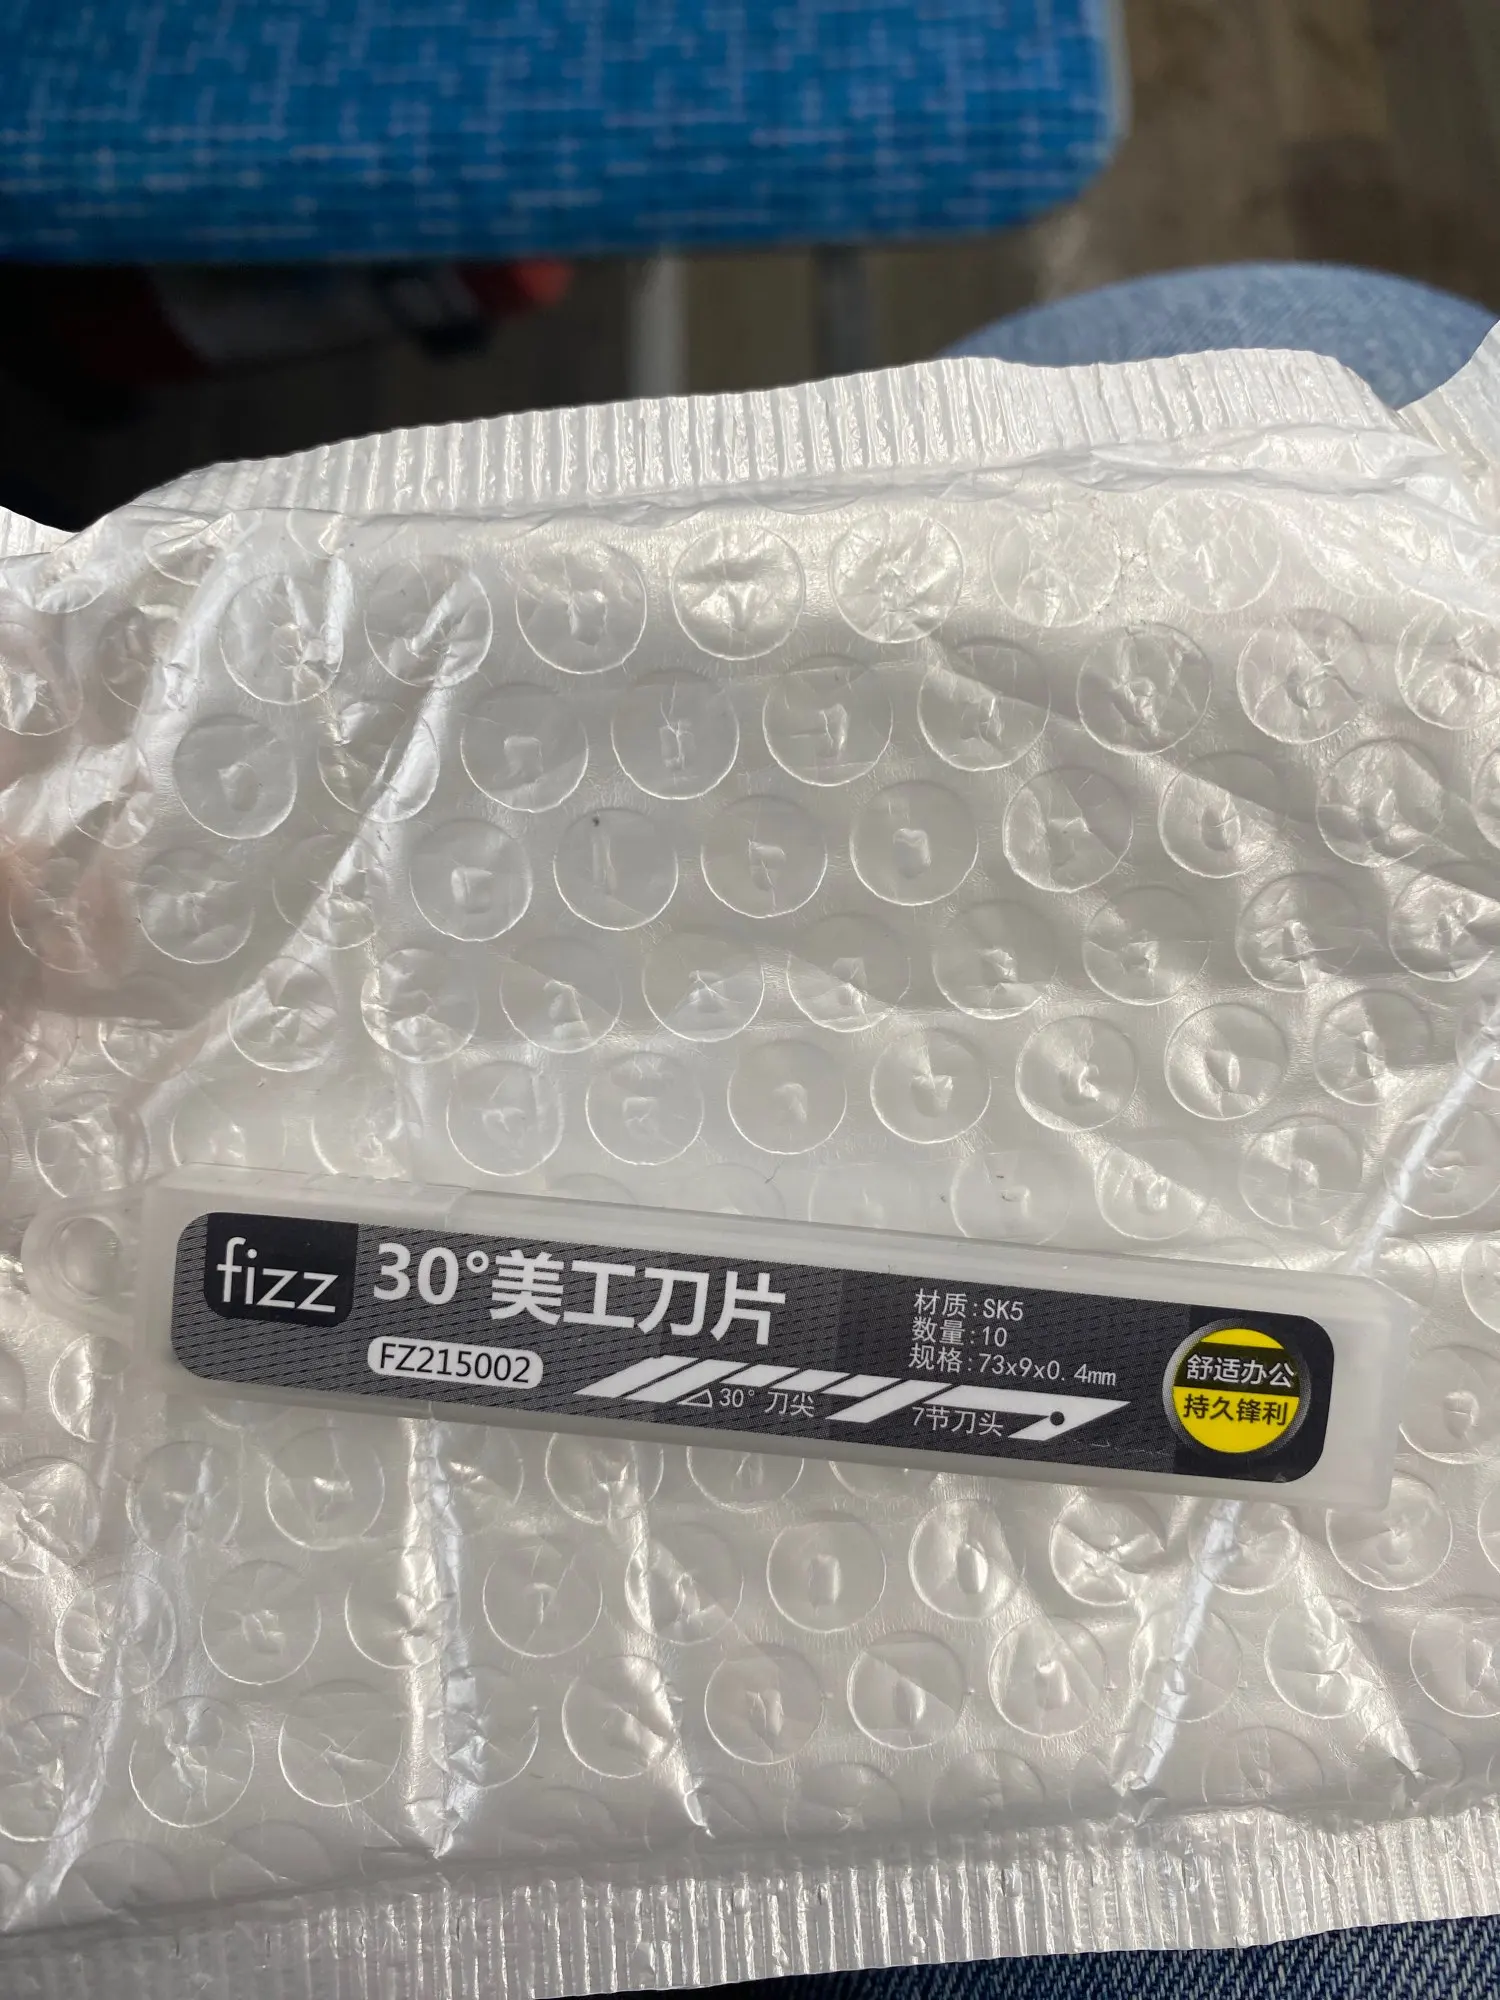 fizz
30°美工刀片
FZ215002
材质:SK5
数量:10
规格:73x9x0.4mm
30°刀尖
7节刀头
舒适办公
持久锋利